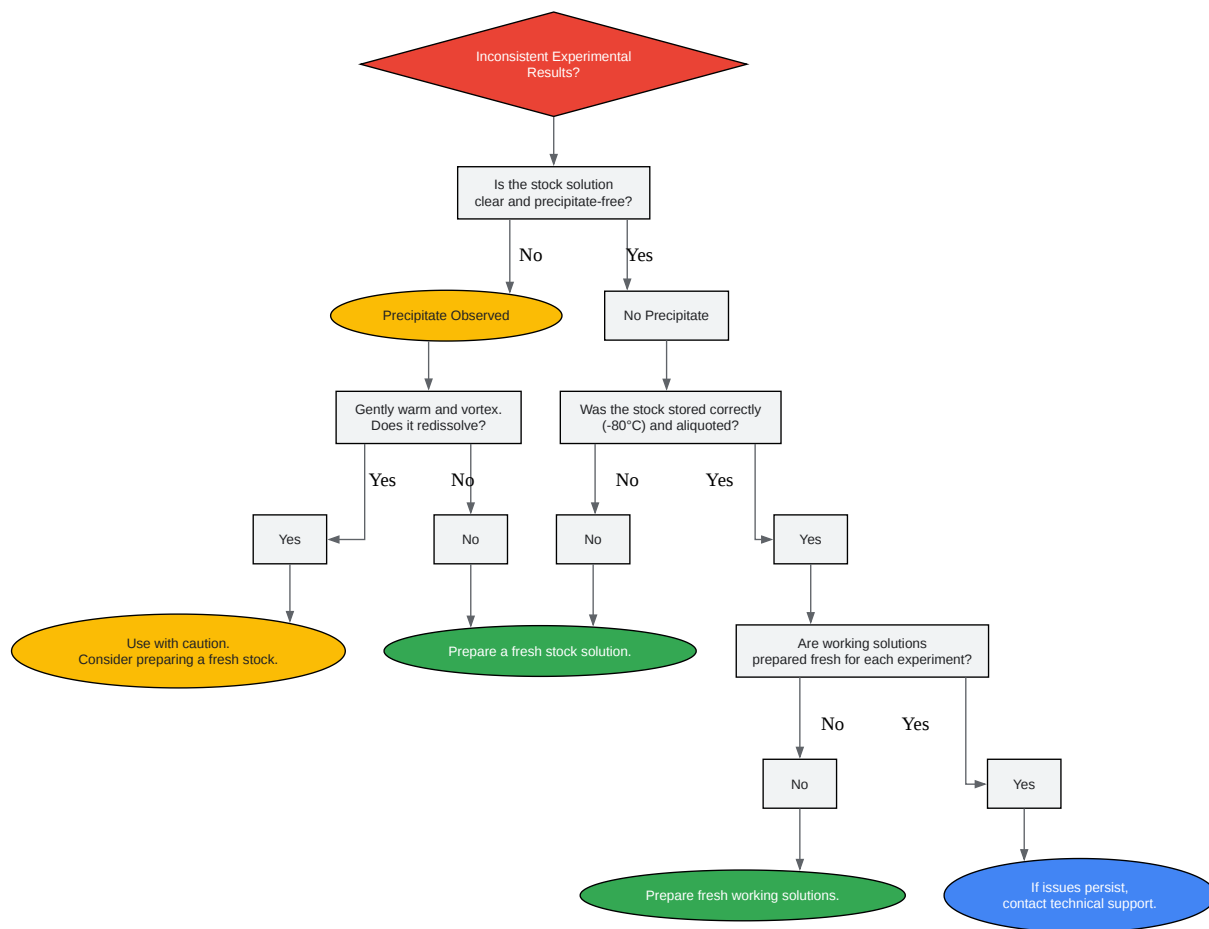 Inconsistent Experimental
Results?
Is the stock solution
clear and precipitate-free?
No
Yes
Precipitate Observed
No Precipitate
Gently warm and vortex.
Does it redissolve?
Was the stock stored correctly
(-80°C) and aliquoted?
Yes
No
No
Yes
Yes
No
No
Yes
Use with caution.
Consider preparing a fresh stock.
Prepare a fresh stock solution.
Are working solutions
prepared fresh for each experiment?
No
Yes
No
Yes
Prepare fresh working solutions.
If issues persist,
contact technical support.